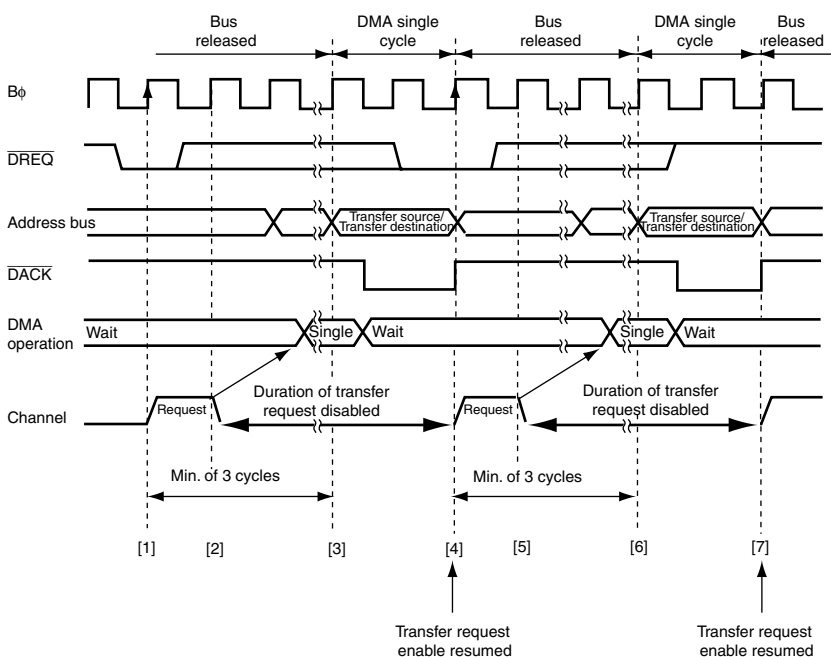 Bus
released
DMA single
cycle
Bus
released
DMA single
cycle
Bus
released
Bϕ
DREQ
Address bus
Transfer source/
Transfer destination
Transfer source/
Transfer destination
DACK
DMA
operation
Wait
Single
Wait
Single
Wait
Channel
Request
Duration of transfer
request disabled
Request
Duration of transfer
request disabled
Min. of 3 cycles
Min. of 3 cycles
[1]
[2]
[3]
[4]
[5]
[6]
[7]
Transfer request
enable resumed
Transfer request
enable resumed